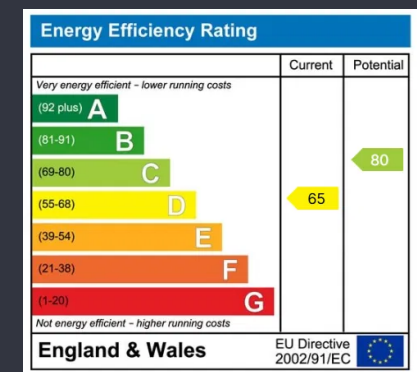 Energy Efficiency Rating
Current Potential
Very energy efficient – lower running costs
(92 plus) A
(81-91) B
(69-80) C
80
(55-68) D
65
(39-54) E
(21-38) F
(1-20) G
Not energy efficient – higher running costs
England & Wales
EU Directive
2002/91/EC